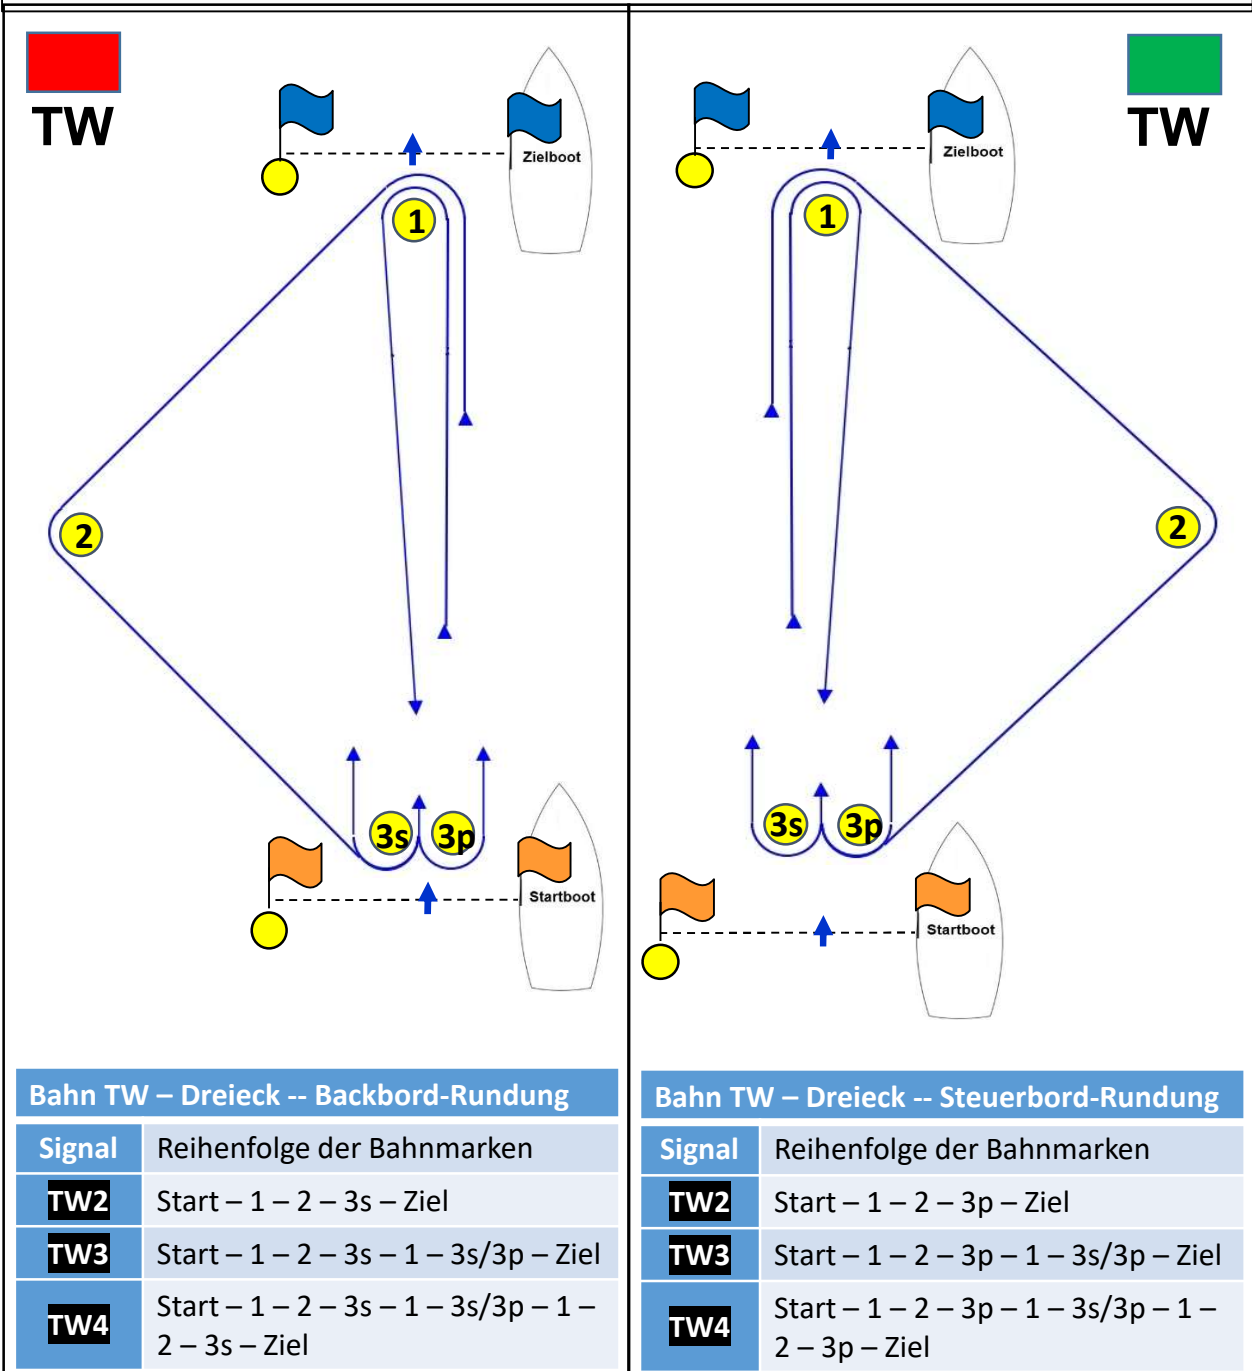 TW
Zielboot
1
2
3s
3p
Startboot
Bahn TW – Dreieck -- Backbord-Rundung
Signal Reihenfolge der Bahnmarken
TW2 Start – 1 – 2 – 3s – Ziel
TW3 Start – 1 – 2 – 3s – 1 – 3s/3p – Ziel
TW4 Start – 1 – 2 – 3s – 1 – 3s/3p – 1 –
2 – 3s – Ziel
TW
Zielboot
1
2
3s
3p
Startboot
Bahn TW – Dreieck -- Steuerbord-Rundung
Signal Reihenfolge der Bahnmarken
TW2 Start – 1 – 2 – 3p – Ziel
TW3 Start – 1 – 2 – 3p – 1 – 3s/3p – Ziel
TW4 Start – 1 – 2 – 3p – 1 – 3s/3p – 1 –
2 – 3p – Ziel